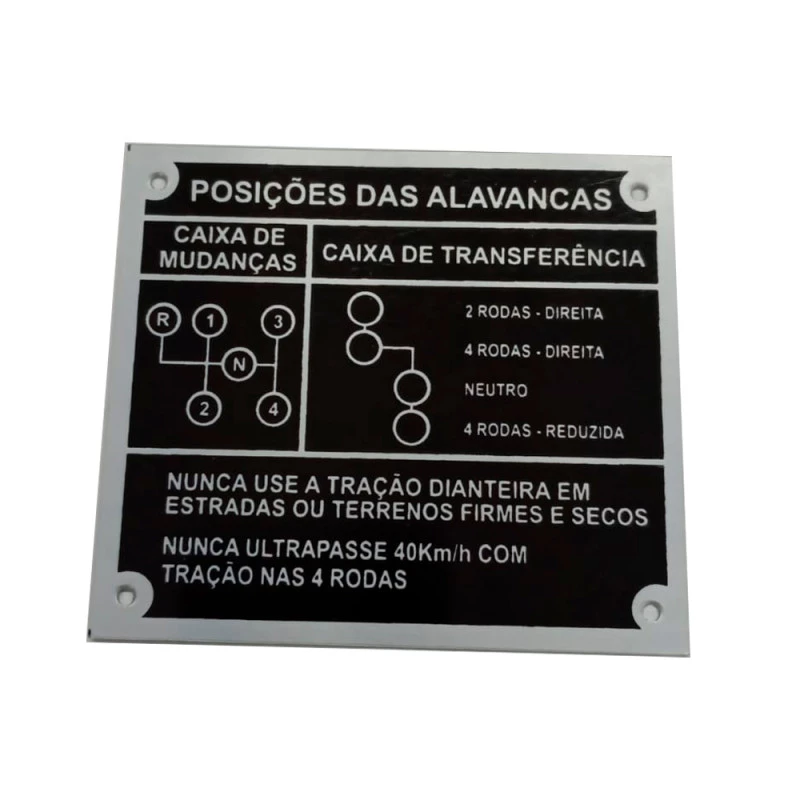 POSIÇÕES DAS ALAVANCAS
CAIXA DE
MUDANÇAS
CAIXA DE TRANSFERÊNCIA
R 1 3
N
2 4
2 RODAS - DIREITA
4 RODAS - DIREITA
NEUTRO
4 RODAS - REDUZIDA
NUNCA USE A TRAÇÃO DIANTEIRA EM
ESTRADAS OU TERRENOS FIRMES E SECOS
NUNCA ULTRAPASSE 40Km/h COM
TRAÇÃO NAS 4 RODAS